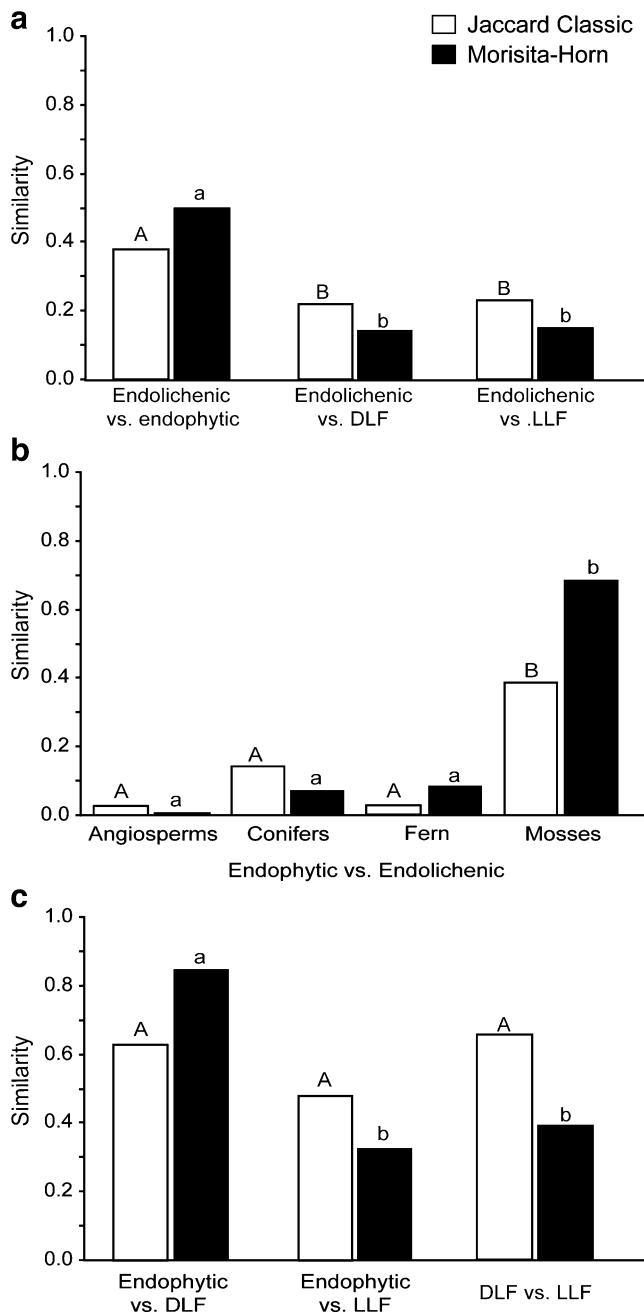 a
Jaccard Classic
Morisita-Horn
1.0
0.8
0.6
0.4
0.2
0.0
Similarity
A a B b B b
Endolichenic vs. endophytic
Endolichenic vs. DLF
Endolichenic vs .LLF
b
1.0
0.8
0.6
0.4
0.2
0.0
Similarity
A a A a A a B b
Angiosperms Conifers Fern Mosses
Endophytic vs. Endolichenic
c
1.0
0.8
0.6
0.4
0.2
0.0
Similarity
A a A b A b
Endophytic vs. DLF
Endophytic vs. LLF
DLF vs. LLF